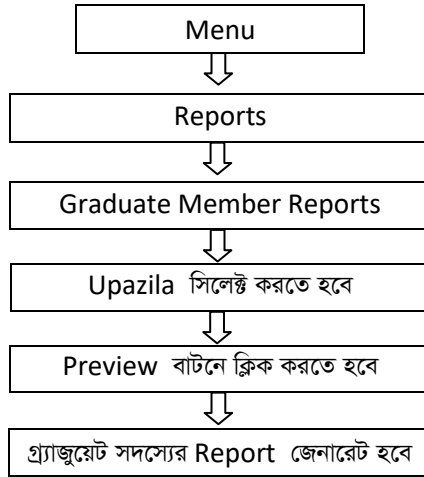 Menu
Reports
Graduate Member Reports
Upazila সিলেক্ট করতে হবে
Preview বাটনে ক্লিক করতে হবে
গ্র্যাজুয়েট সদস্যের Report জেনারেট হবে